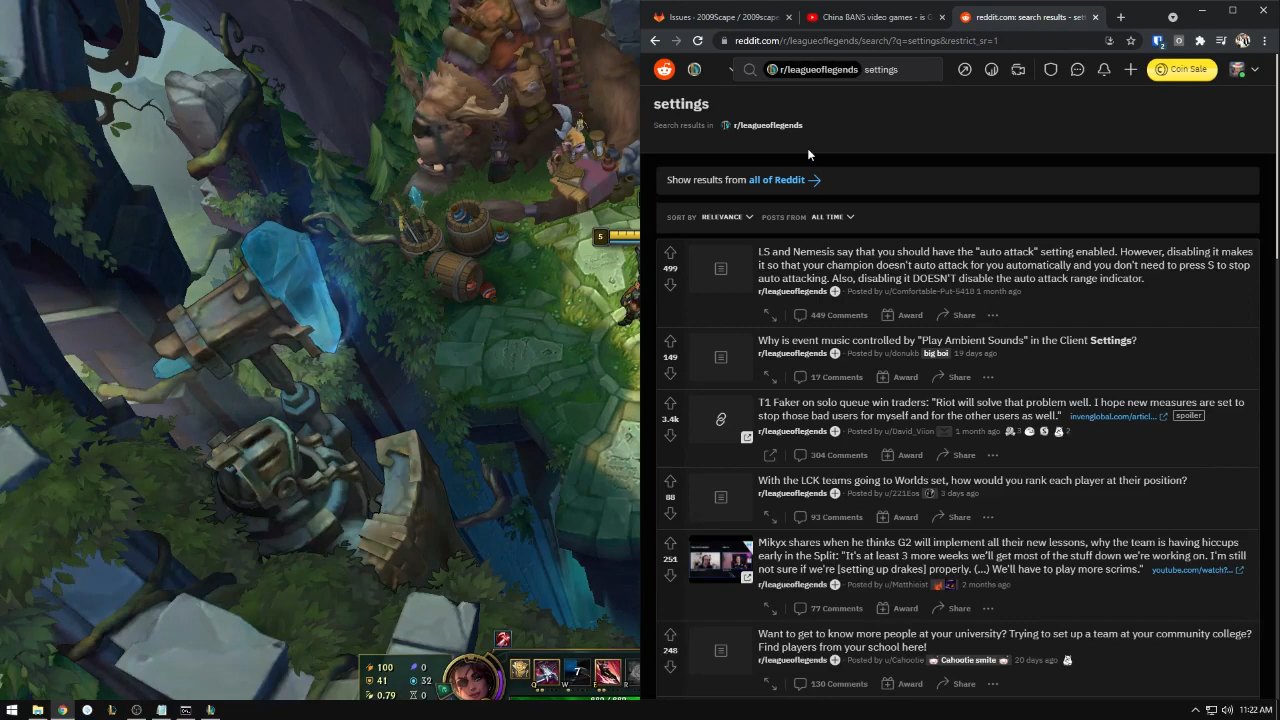 Issues · 2009Scape / 2009scape
China BANS video games - is G
reddit.com: search results - sett
reddit.com/r/leagueoflegends/search/?q=settings&restrict_sr=1
r/leagueoflegends settings
Coin Sale
settings
Search results in r/leagueoflegends
Show results from all of Reddit
SORT BY RELEVANCE POSTS FROM ALL TIME
LS and Nemesis say that you should have the "auto attack" setting enabled. However, disabling it makes
it so that your champion doesn't auto attack for you automatically and you don't need to press S to stop
auto attacking. Also, disabling it DOESN'T disable the auto attack range indicator.
499
r/leagueoflegends · Posted by u/Comfortable-Put-5418 1 month ago
449 Comments Award Share
Why is event music controlled by "Play Ambient Sounds" in the Client Settings?
149
r/leagueoflegends · Posted by u/donukb big boi 19 days ago
17 Comments Award Share
T1 Faker on solo queue win traders: "Riot will solve that problem well. I hope new measures are set to
stop those bad users for myself and for the other users as well." invenglobal.com/articl... spoiler
3.4k
r/leagueoflegends · Posted by u/David_Viion 1 month ago 3 2
304 Comments Award Share
With the LCK teams going to Worlds set, how would you rank each player at their position?
88
r/leagueoflegends · Posted by u/221Eos 3 days ago
93 Comments Award Share
Mikyx shares when he thinks G2 will implement all their new lessons, why the team is having hiccups
early in the Split: "It's at least 3 more weeks we'll get most of the stuff down we're working on. I'm still
not sure if we're [setting up drakes] properly. (...) We'll have to play more scrims." youtube.com/watch?...
251
r/leagueoflegends · Posted by u/Matthieist 2 months ago
77 Comments Award Share
Want to get to know more people at your university? Trying to set up a team at your community college?
Find players from your school here!
248
r/leagueoflegends · Posted by u/Cahootie Cahootie smite 20 days ago
130 Comments Award Share
5
100 0
41 32
0.79 0
7
Q W E R
11:22 AM